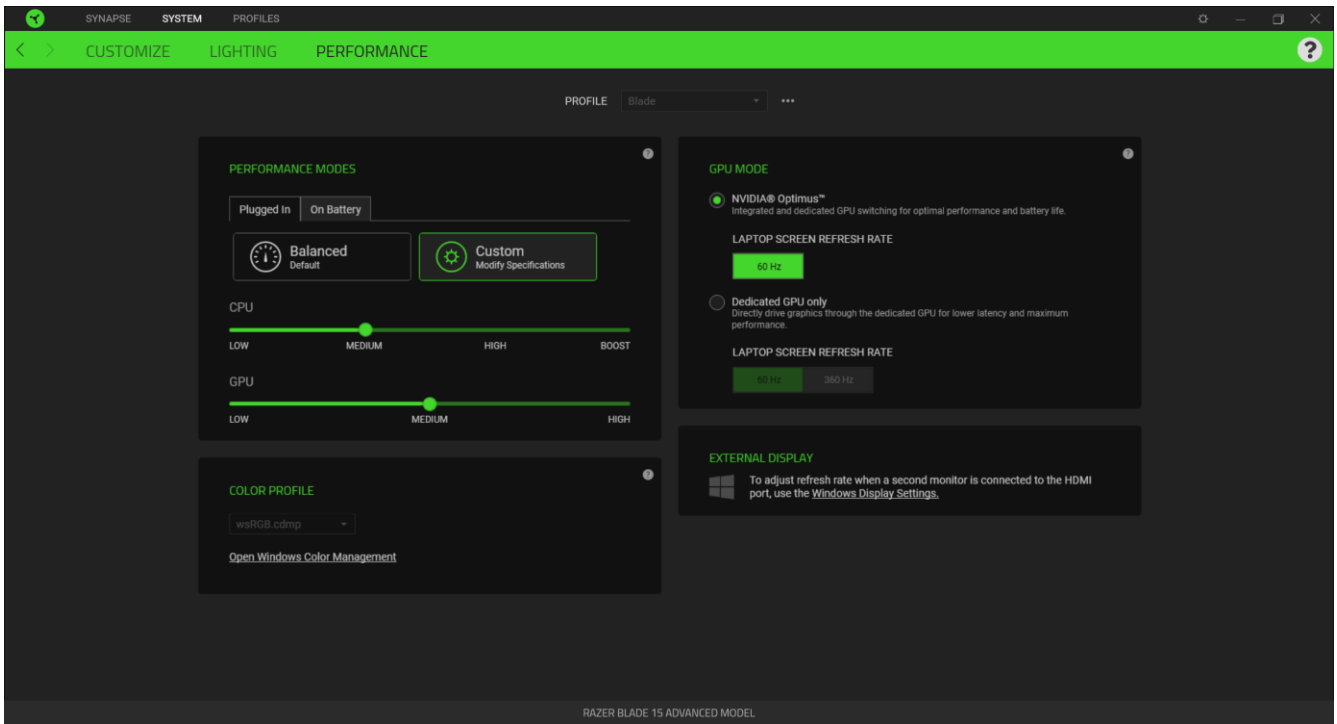 SYNAPSE SYSTEM PROFILES
CUSTOMIZE LIGHTING PERFORMANCE
?
PROFILE Blade
PERFORMANCE MODES
?
Plugged In On Battery
Balanced
Default
Custom
Modify Specifications
CPU
LOW MEDIUM HIGH BOOST
GPU
LOW MEDIUM HIGH
COLOR PROFILE
?
wsRGB.cdmp
Open Windows Color Management
GPU MODE
?
NVIDIA® Optimus™
Integrated and dedicated GPU switching for optimal performance and battery life.
LAPTOP SCREEN REFRESH RATE
60 Hz
Dedicated GPU only
Directly drive graphics through the dedicated GPU for lower latency and maximum
performance.
LAPTOP SCREEN REFRESH RATE
60 Hz 360 Hz
EXTERNAL DISPLAY
To adjust refresh rate when a second monitor is connected to the HDMI
port, use the Windows Display Settings.
RAZER BLADE 15 ADVANCED MODEL